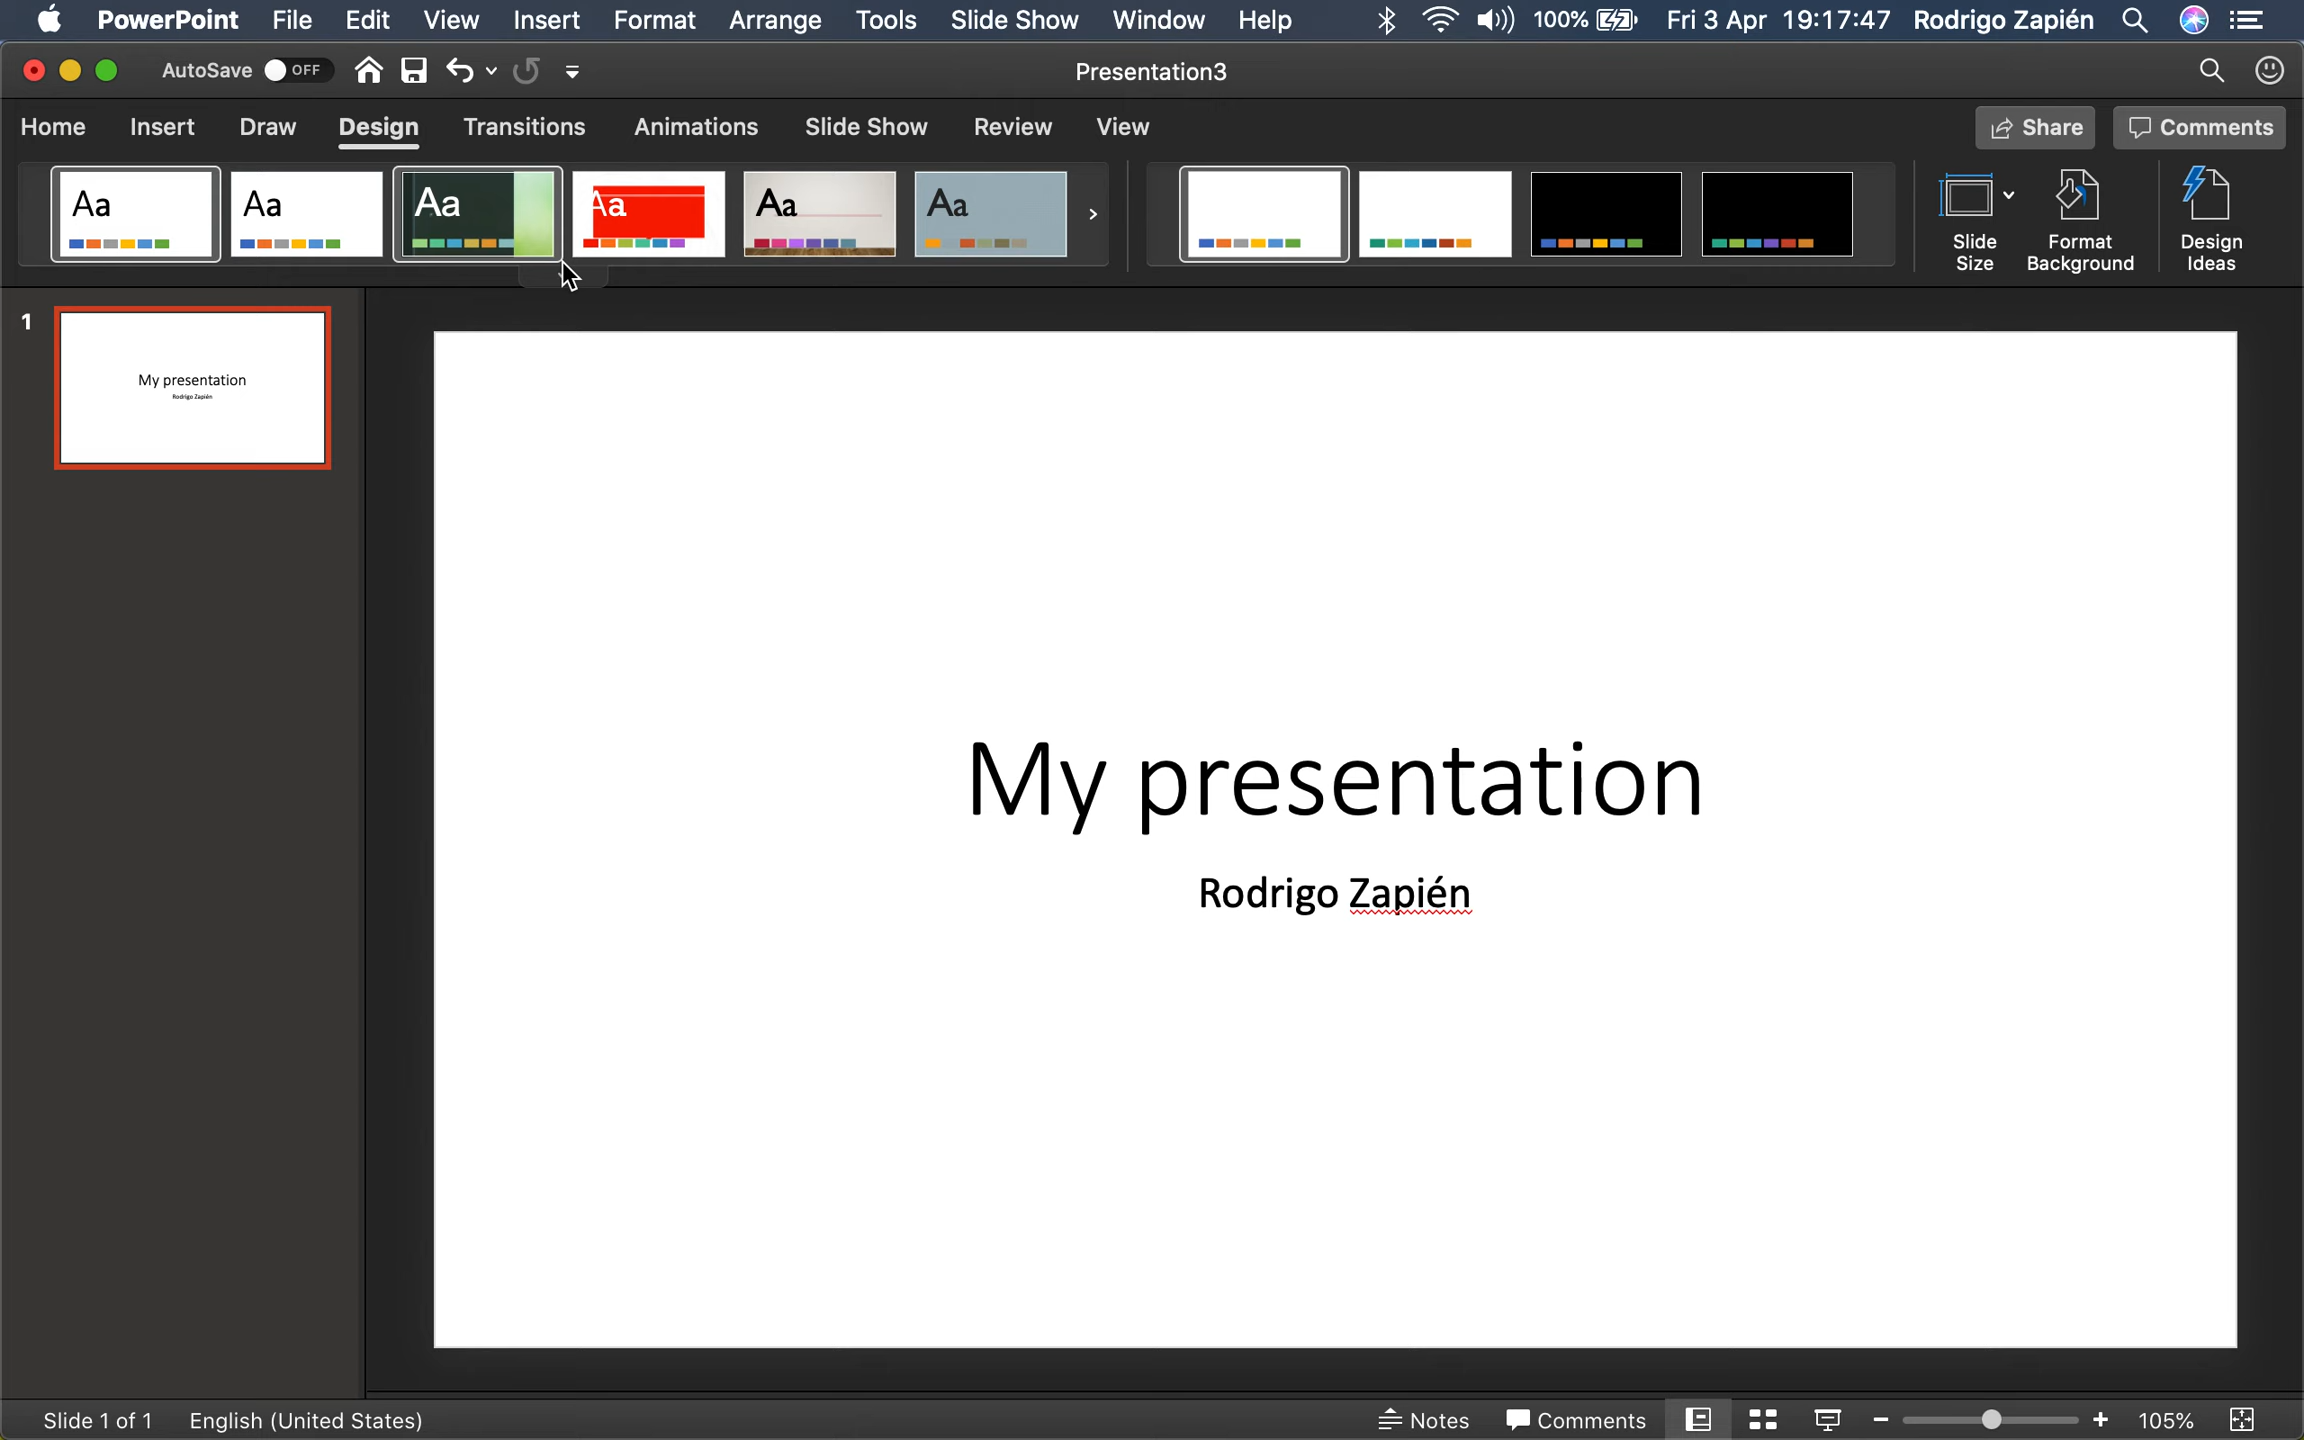 PowerPoint File Edit View Insert Format Arrange Tools Slide Show Window Help 100% Fri 3 Apr 19:17:47 Rodrigo Zapién
AutoSave OFF Presentation3
Home Insert Draw Design Transitions Animations Slide Show Review View Share Comments
Aa Aa Aa Aa Aa Aa
Slide Size
Format Background
Design Ideas
1
My presentation
Rodrigo Zapién
My presentation
Rodrigo Zapién
Slide 1 of 1 English (United States) Notes Comments 105%